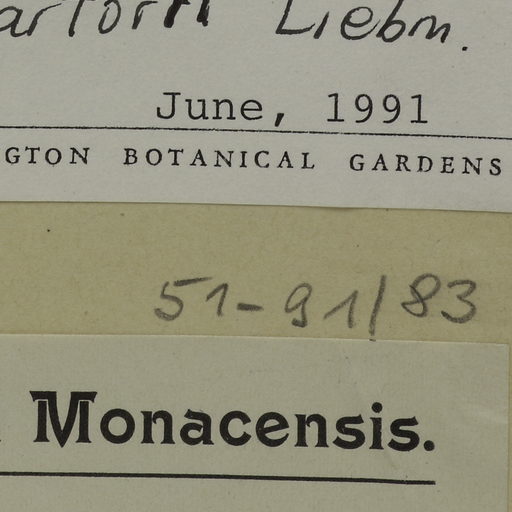 Liebm.
June, 1991
GTON BOTANICAL GARDENS
51-91/83
Monacensis.